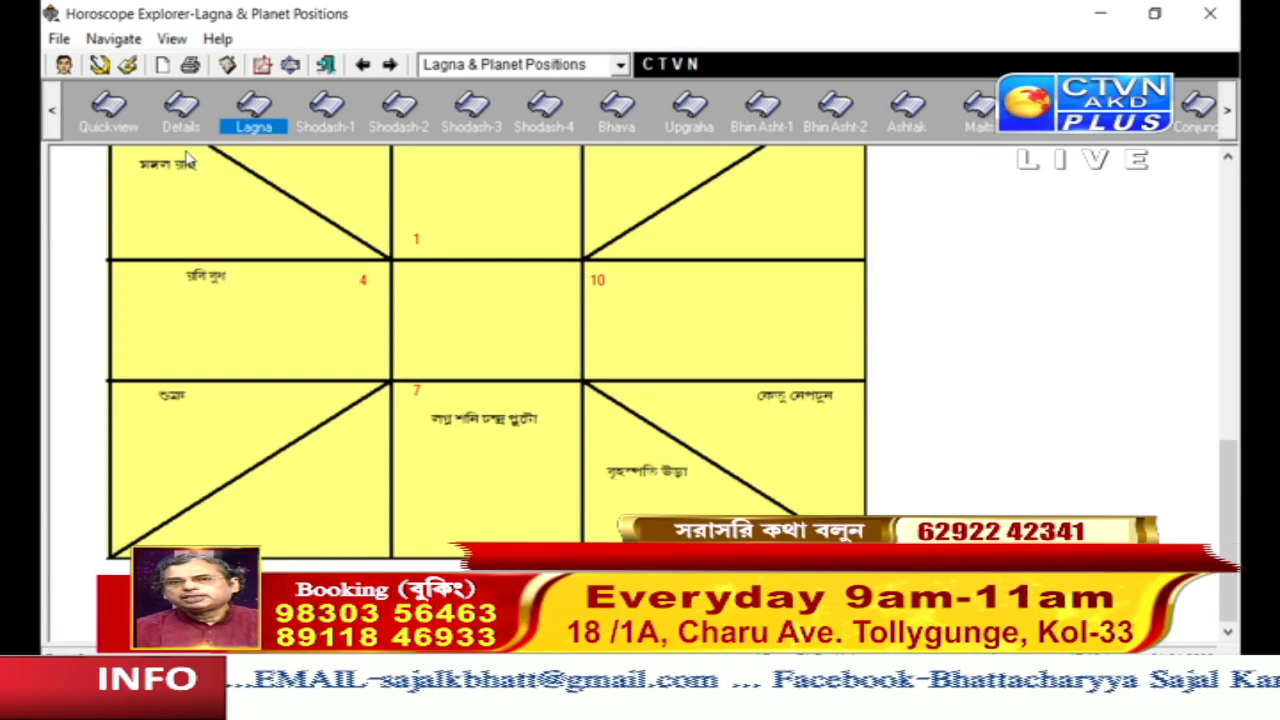 Horoscope Explorer-Lagna & Planet Positions
File Navigate View Help
Lagna & Planet Positions
CTVN
Quickview Details Lagna Shodash-1 Shodash-2 Shodash-3 Shodash-4 Bhava Upgraha Bhin Asht-1 Bhin Asht-2 Ashtak
CTVN
AKD
PLUS
LIVE
মঙ্গল
1
রবি বুধ
4
10
শুক্র
7
লগ্ন শনি চন্দ্র প্লুটো
কেতু নেপচুন
বৃহস্পতি
সরাসরি কথা বলুন 62922 42341
Booking (বুকিং)
98303 56463
89118 46933
Everyday 9am-11am
18 /1A, Charu Ave. Tollygunge, Kol-33
INFO
...EMAIL-sajalkbhatt@gmail.com ... Facebook-Bhattacharyya Sajal